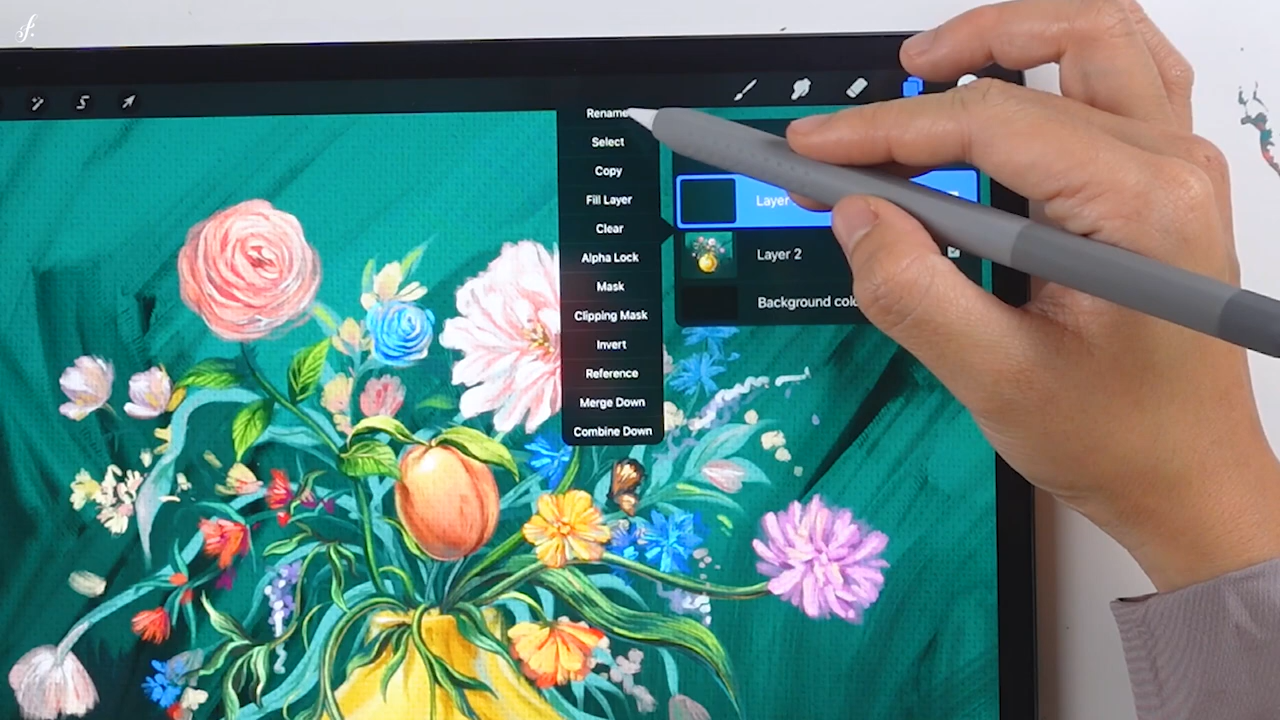 Rename
Select
Copy
Fill Layer
Clear
Alpha Lock
Mask
Clipping Mask
Invert
Reference
Merge Down
Combine Down
Layer
Layer 2
Background